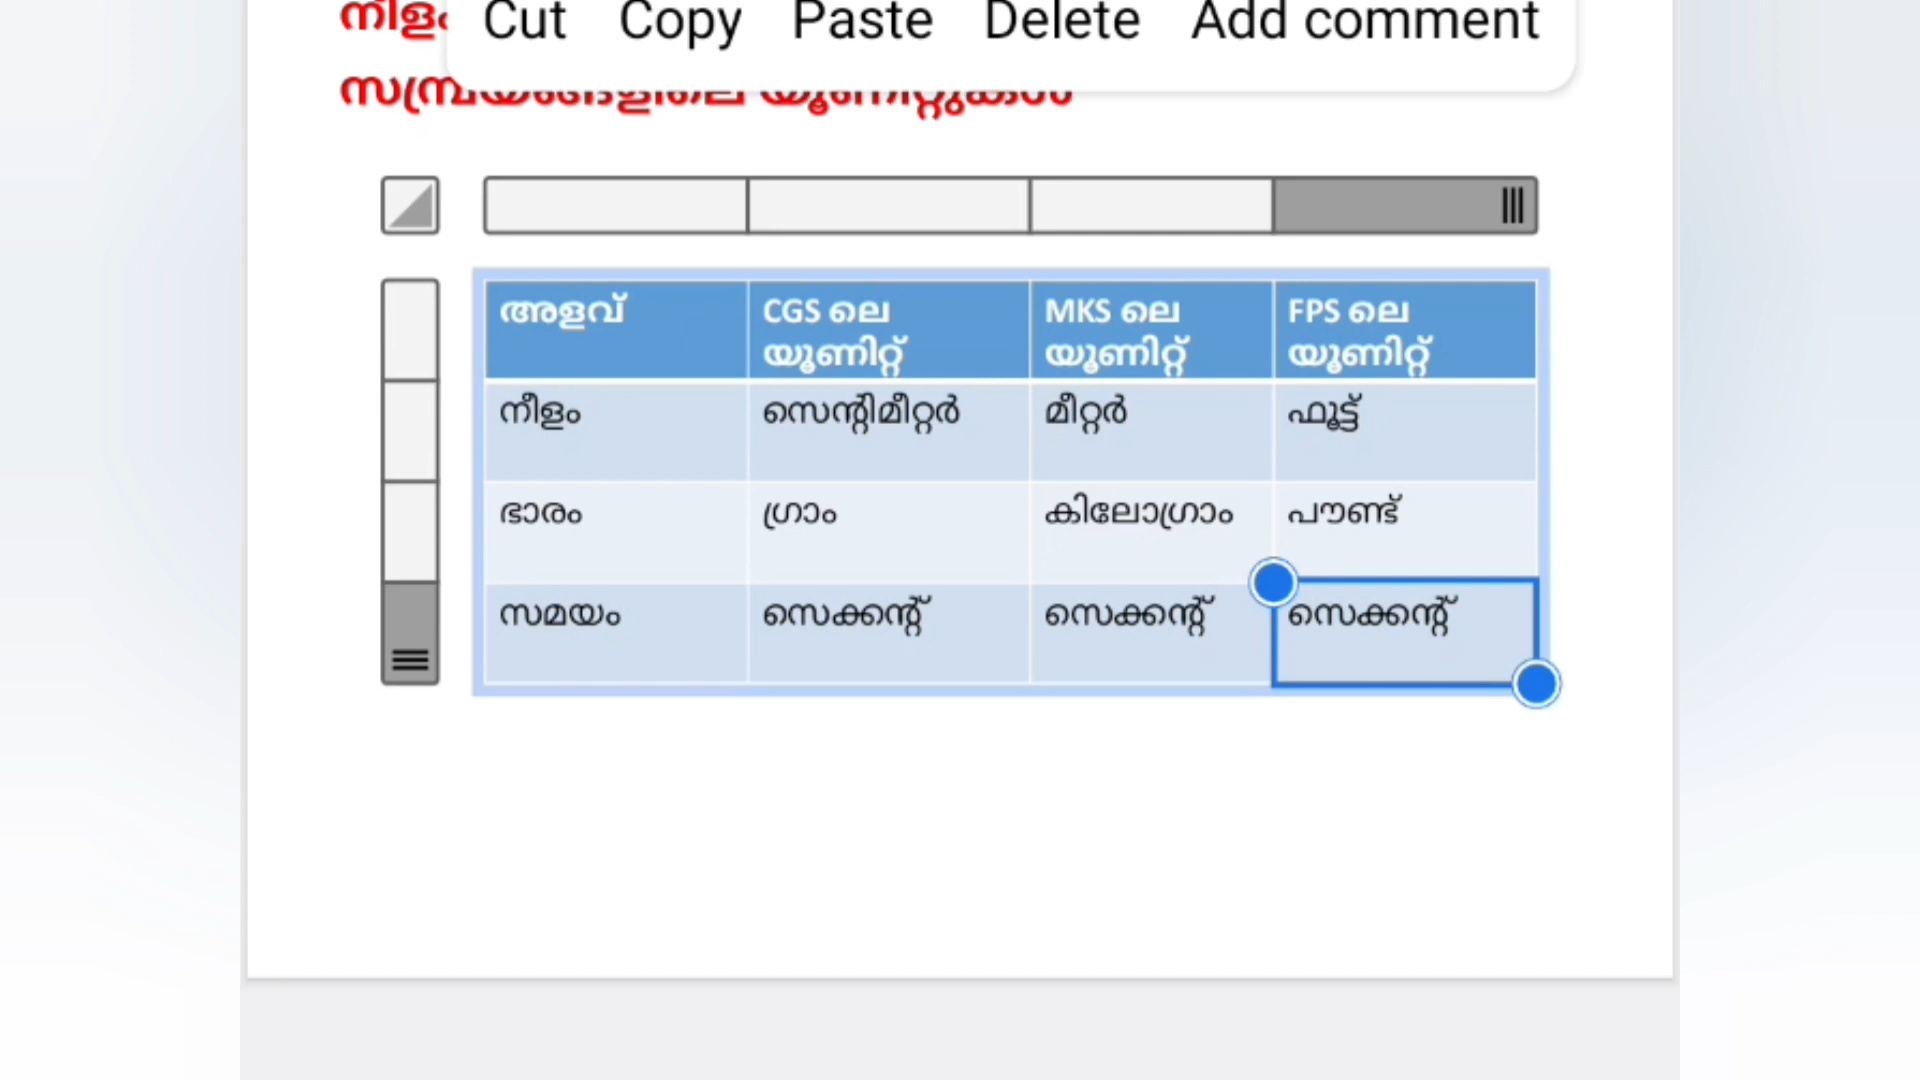 Cut Copy Paste Delete Add comment
അളവ് CGS ലെ യൂണിറ്റ് MKS ലെ യൂണിറ്റ് FPS ലെ യൂണിറ്റ്
നീളം സെന്റിമീറ്റർ മീറ്റർ ഫൂട്ട്
ഭാരം ഗ്രാം കിലോഗ്രാം പൗണ്ട്
സമയം സെക്കന്റ് സെക്കന്റ് സെക്കന്റ്